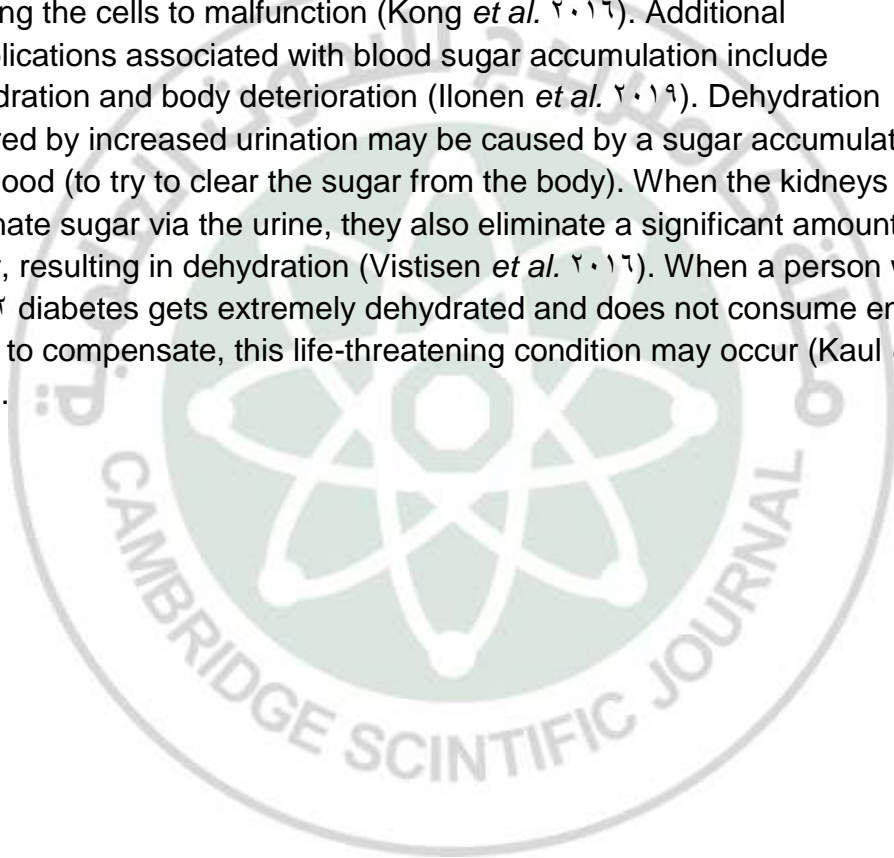 ing the cells to malfunction (Kong et al. ٢٠١٦). Additional
plications associated with blood sugar accumulation include
dration and body deterioration (Ilonen et al. ٢٠١٩). Dehydration
red by increased urination may be caused by a sugar accumulat
lood (to try to clear the sugar from the body). When the kidneys
nate sugar via the urine, they also eliminate a significant amount
, resulting in dehydration (Vistisen et al. ٢٠١٦). When a person
٢ diabetes gets extremely dehydrated and does not consume en
to compensate, this life-threatening condition may occur (Kaul
.
CAMBRIDGE SCINTIFIC JOURNAL